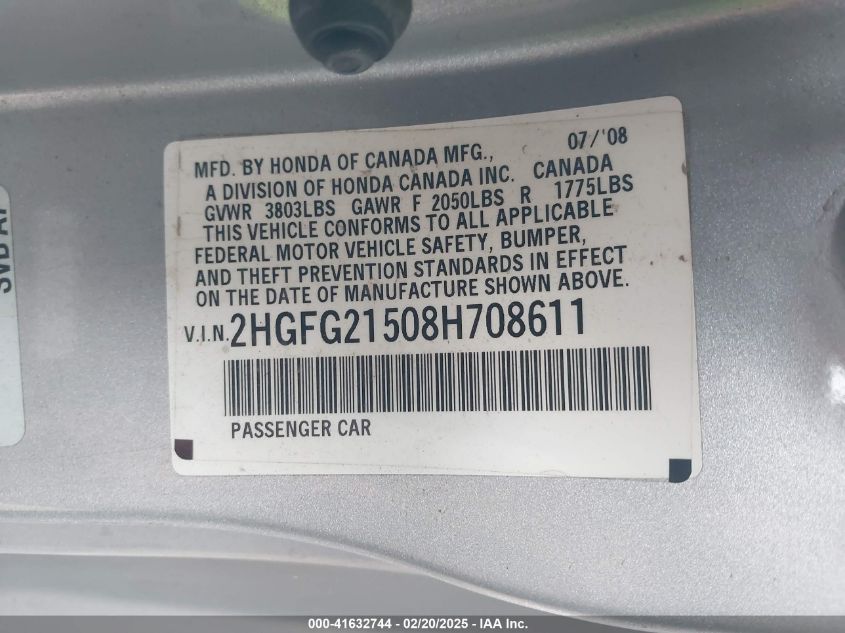 07/'08
MFD. BY HONDA OF CANADA MFG.,
A DIVISION OF HONDA CANADA INC. CANADA
GVWR 3803LBS GAWR F 2050LBS R 1775LBS
THIS VEHICLE CONFORMS TO ALL APPLICABLE
FEDERAL MOTOR VEHICLE SAFETY, BUMPER,
AND THEFT PREVENTION STANDARDS IN EFFECT
ON THE DATE OF MANUFACTURE SHOWN ABOVE.
V.I.N. 2HGFG21508H708611
PASSENGER CAR
000-41632744 / 02/20/2025 - IAA Inc.